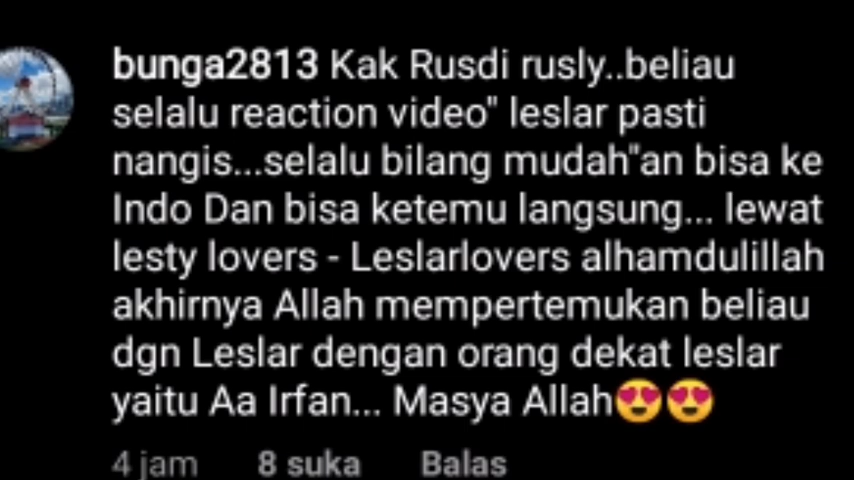 bunga2813 Kak Rusdi rusly..beliau
selalu reaction video" leslar pasti
nangis...selalu bilang mudah"an bisa ke
Indo Dan bisa ketemu langsung... lewat
lesty lovers - Leslarlovers alhamdulillah
akhirnya Allah mempertemukan beliau
dgn Leslar dengan orang dekat leslar
yaitu Aa Irfan... Masya Allah😍😍
4 jam 8 suka Balas